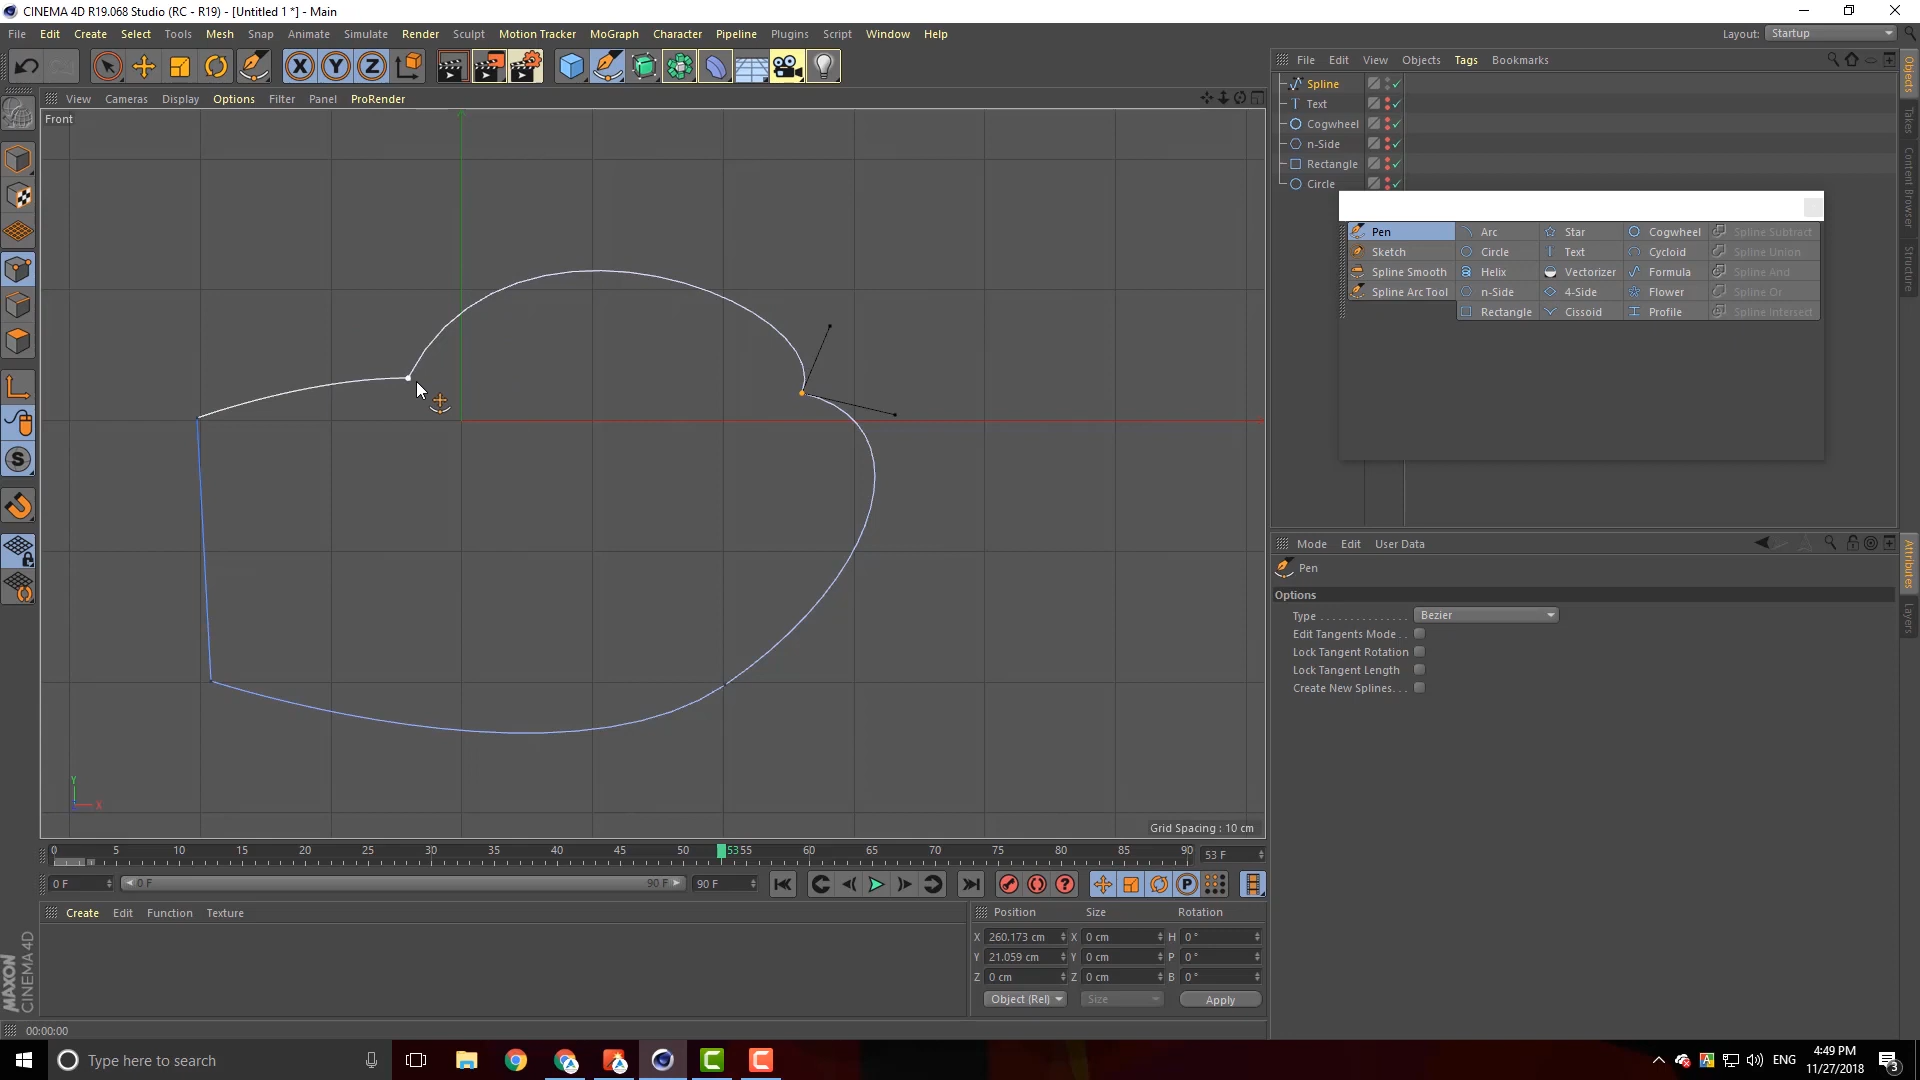 CINEMA 4D R19.068 Studio (RC - R19) - [Untitled 1 *] - Main
File Edit Create Select Tools Mesh Snap Animate Simulate Render Sculpt Motion Tracker MoGraph Character Pipeline Plugins Script Window Help Layout: Startup
File Edit View Objects Tags Bookmarks
View Cameras Display Options Filter Panel ProRender
Front
Spline
Text
Cogwheel
n-Side
Rectangle
Circle
Pen Arc Star Cogwheel Spline Subtract
Sketch Circle Text Cycloid Spline Union
Spline Smooth Helix Vectorizer Formula Spline And
Spline Arc Tool n-Side 4-Side Flower Spline Or
Rectangle Cissoid Profile Spline Intersect
Objects
Takes
Content Browser
Structure
Mode Edit User Data
Pen
Options
Type Bezier
Edit Tangents Mode
Lock Tangent Rotation
Lock Tangent Length
Create New Splines
Attributes
Layers
Y
X
Grid Spacing : 10 cm
0 5 10 15 20 25 30 35 40 45 50 53 55 60 65 70 75 80 85 90 53 F
0 F 0 F 90 F 90 F
Create Edit Function Texture
Position Size Rotation
X 260.173 cm X 0 cm H 0 °
Y 21.059 cm Y 0 cm P 0 °
Z 0 cm Z 0 cm B 0 °
Object (Rel) Size Apply
MAXON
CINEMA 4D
00:00:00
Type here to search
ENG
4:49 PM
11/27/2018
3